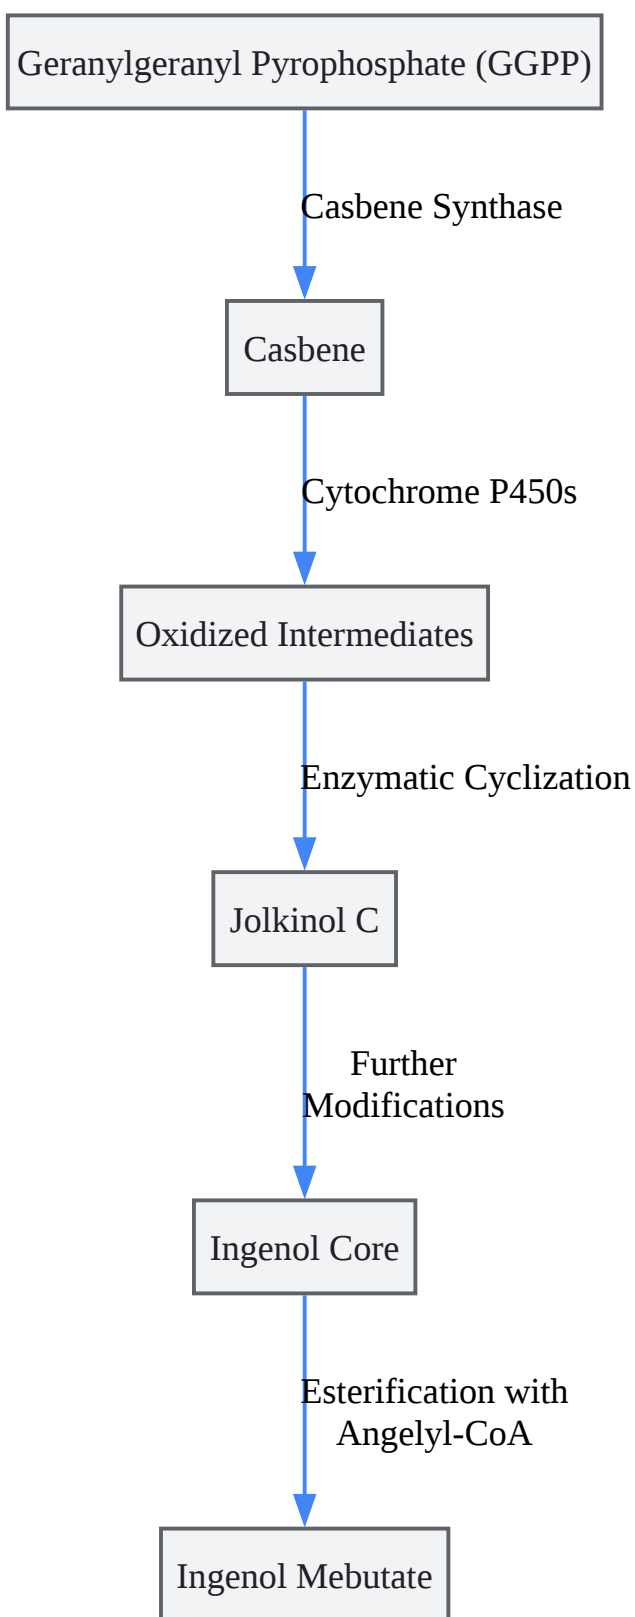 Geranylgeranyl Pyrophosphate (GGPP)
Casbene Synthase
Casbene
Cytochrome P450s
Oxidized Intermediates
Enzymatic Cyclization
Jolkinol C
Further
Modifications
Ingenol Core
Esterification with
Angelyl-CoA
Ingenol Mebutate